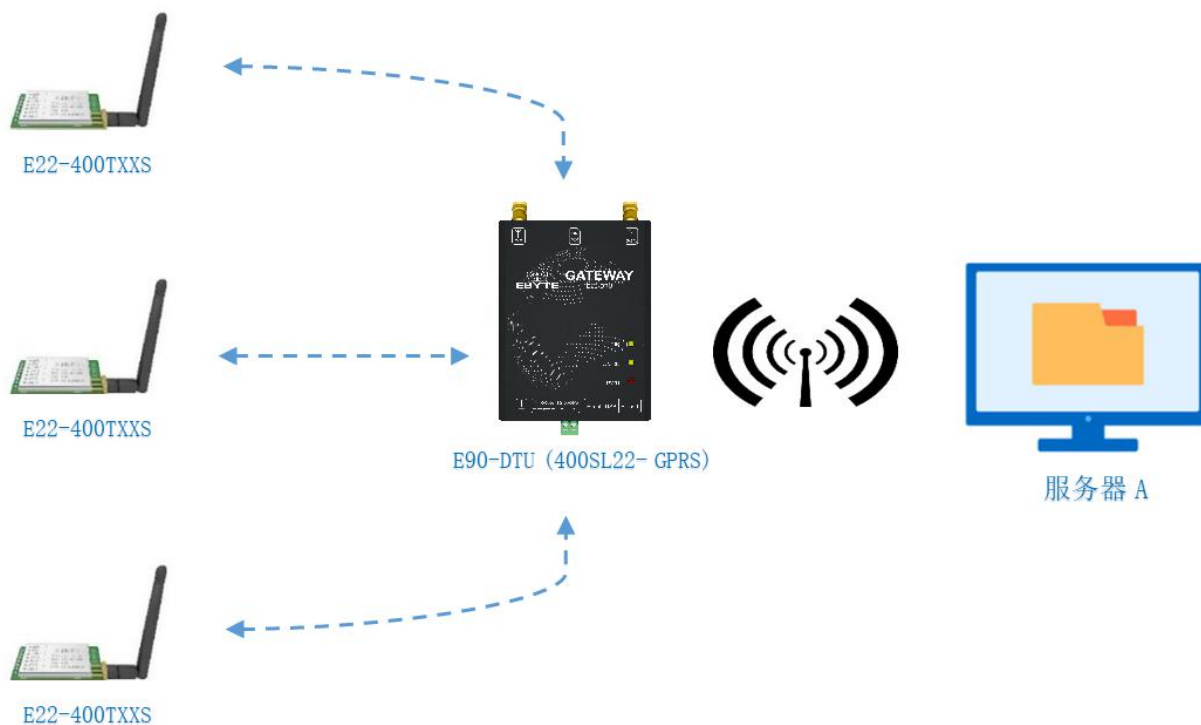 E22-400TXXS
GATEWAY
EBYTE
E22-400TXXS
E90-DTU (400SL22- GPRS)
服务器 A
E22-400TXXS